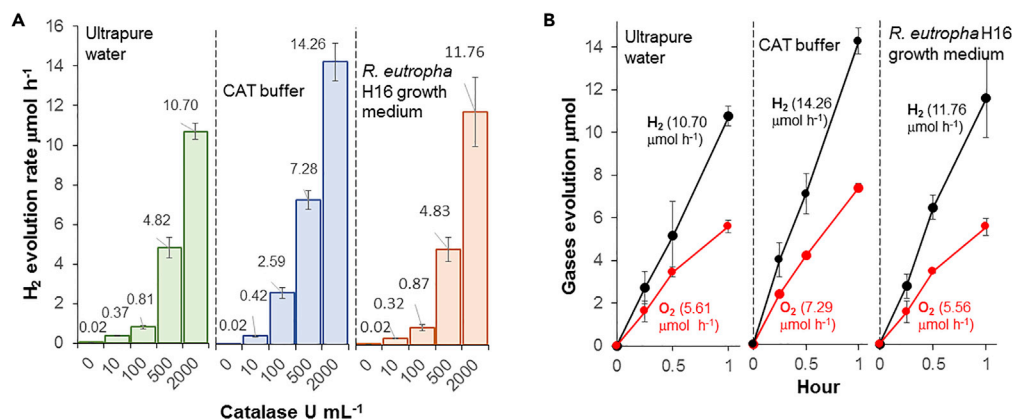 A
H2 evolution rate μmol h-1
16
14
12
10
8
6
4
2
0
Ultrapure
water
0.02
0.37
0.81
4.82
10.70
CAT buffer
0.02
0.42
2.59
7.28
14.26
R. eutropha
H16 growth
medium
0.02
0.32
0.87
4.83
11.76
0 10 100 500 2000
0 10 100 500 2000
0 10 100 500 2000
Catalase U mL-1
B
Gases evolution μmol
14
12
10
8
6
4
2
0
Ultrapure
water
H2 (10.70
μmol h-1)
O2 (5.61
μmol h-1)
CAT buffer
H2 (14.26
μmol h-1)
O2 (7.29
μmol h-1)
R. eutropha H16
growth medium
H2 (11.76
μmol h-1)
O2 (5.56
μmol h-1)
0 0.5 1
0 0.5 1
0 0.5 1
Hour